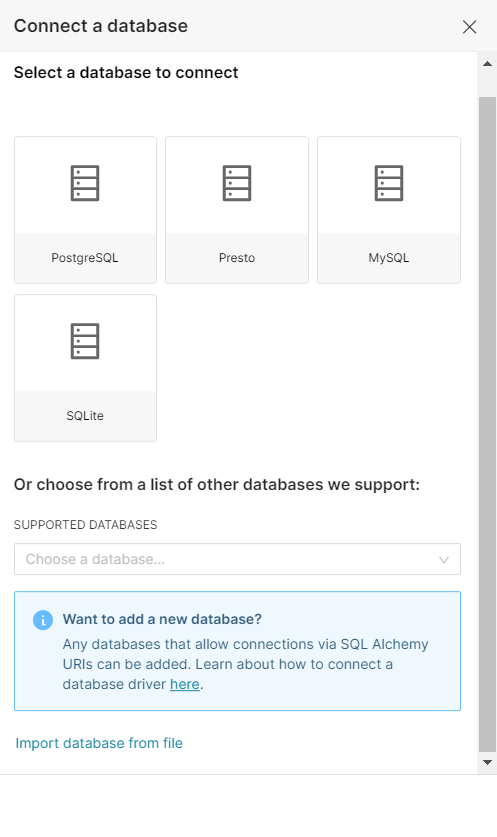 Connect a database
Select a database to connect
PostgreSQL
Presto
MySQL
SQLite
Or choose from a list of other databases we support:
SUPPORTED DATABASES
Choose a database...
Want to add a new database?
Any databases that allow connections via SQL Alchemy
URIs can be added. Learn about how to connect a
database driver here.
Import database from file